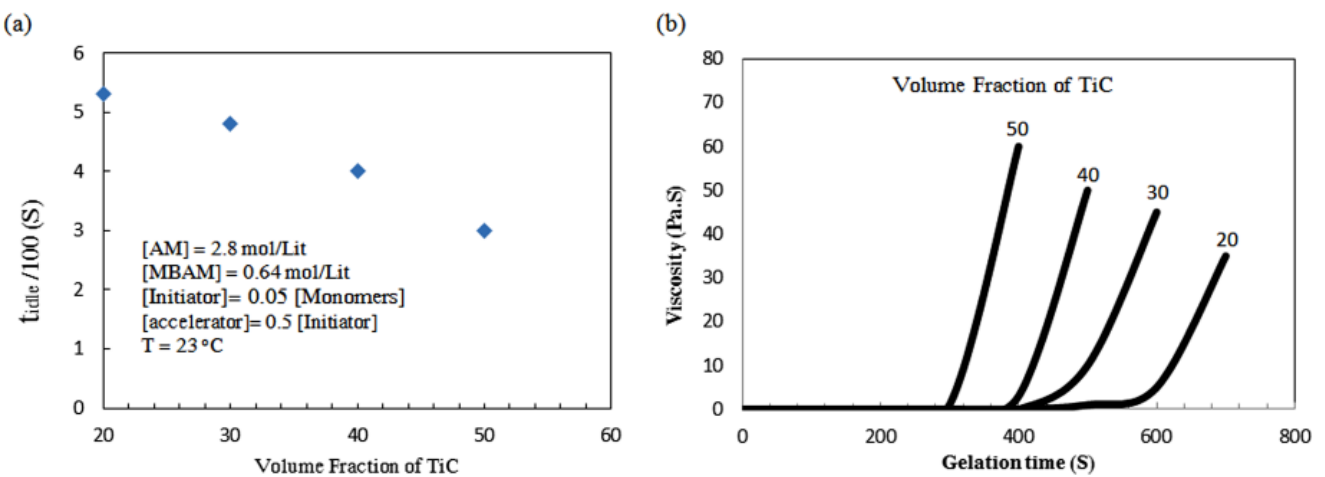 (a)
6
5
4
3
2
1
0
t idle /100 (S)
[AM] = 2.8 mol/Lit
[MBAM] = 0.64 mol/Lit
[Initiator]= 0.05 [Monomers]
[accelerator]= 0.5 [Initiator]
T = 23 °C
20 30 40 50 60
Volume Fraction of TiC
(b)
80
70
60
50
40
30
20
10
0
Viscosity (Pa.S)
Volume Fraction of TiC
50
40
30
20
0 200 400 600 800
Gelation time (S)